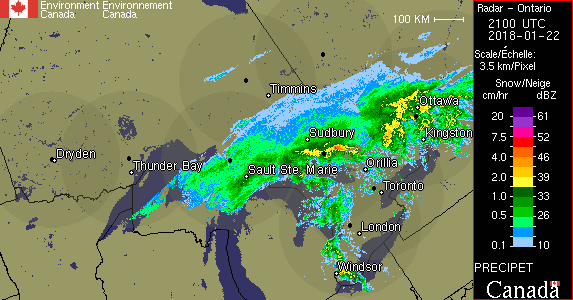 Environment Environnement
Canada Canada
100 KM
Radar - Ontario
2100 UTC
2018-01-22
Scale/Échelle:
3.5 km/Pixel
Snow/Neige
cm/hr dBZ
20 61
7.5 52
4.0 46
2.0 39
1.0 33
0.5 26
0.1 10
PRECIPET
Canada
Timmins
Ottawa
Sudbury
Kingston
Dryden
Thunder Bay
Sault Ste. Marie
Orillia
Toronto
London
Windsor